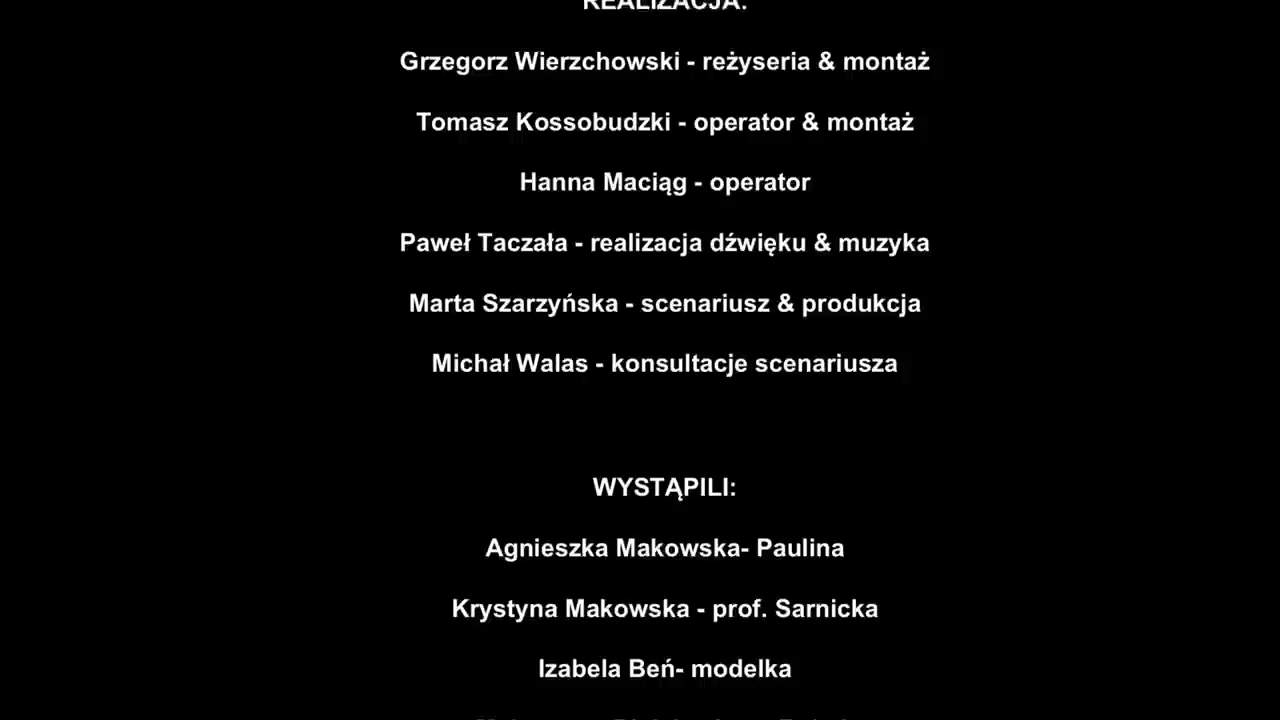 REALIZACJA:
Grzegorz Wierzchowski - reżyseria & montaż
Tomasz Kossobudzki - operator & montaż
Hanna Maciąg - operator
Paweł Taczała - realizacja dźwięku & muzyka
Marta Szarzyńska - scenariusz & produkcja
Michał Walas - konsultacje scenariusza
WYSTĄPILI:
Agnieszka Makowska- Paulina
Krystyna Makowska - prof. Sarnicka
Izabela Beń- modelka